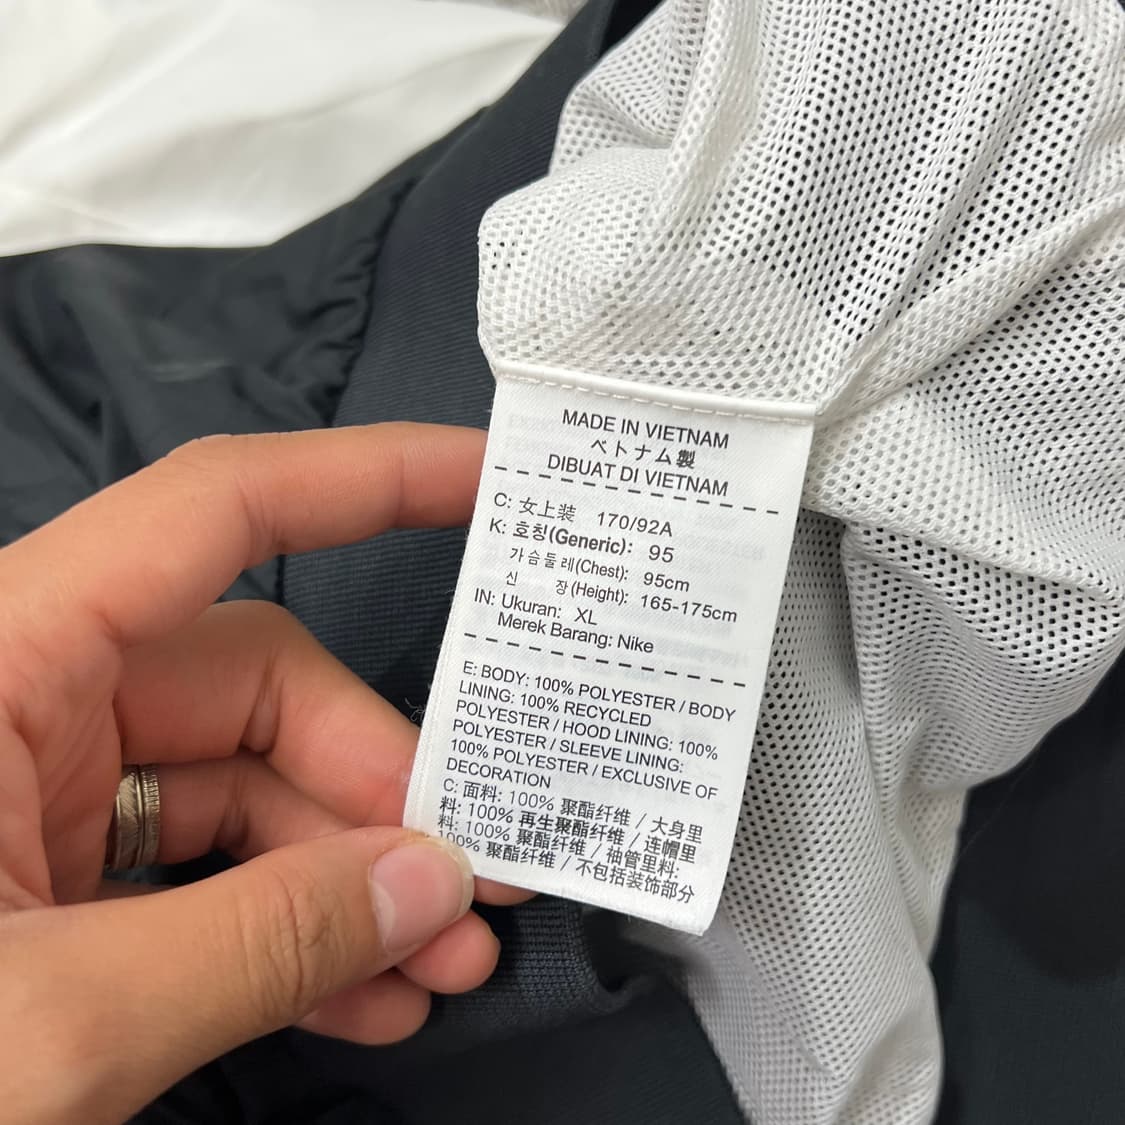 MADE IN VIETNAM
ベトナム製
DIBUAT DI VIETNAM
C: 女上装 170/92A
K: 호칭(Generic): 95
가슴둘레(Chest): 95cm
신 장(Height): 165-175cm
IN: Ukuran: XL
Merek Barang: Nike
E: BODY: 100% POLYESTER / BODY
LINING: 100% RECYCLED
POLYESTER / HOOD LINING: 100%
POLYESTER / SLEEVE LINING:
100% POLYESTER / EXCLUSIVE OF
DECORATION
C: 面料: 100% 聚酯纤维 / 大身里
料: 100% 再生聚酯纤维 / 连帽里
料: 100% 聚酯纤维 / 袖管里料:
100% 聚酯纤维 / 不包括装饰部分